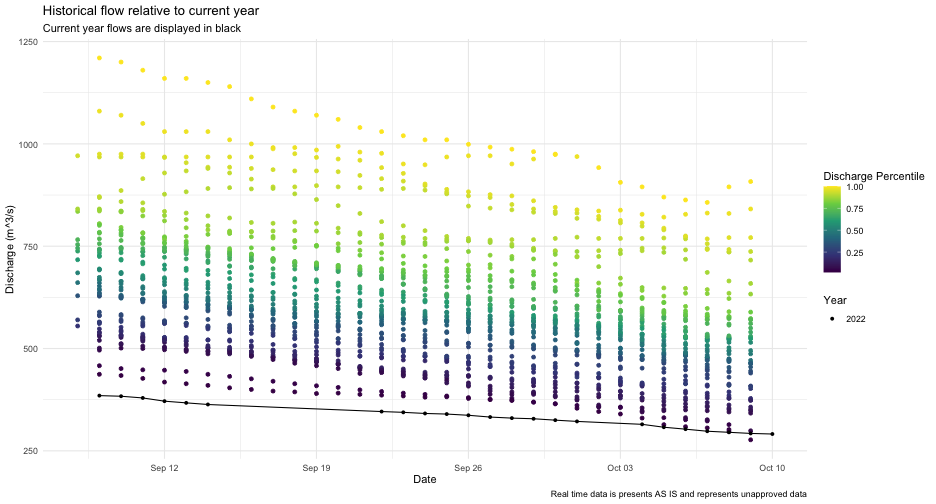 Historical flow relative to current year
Current year flows are displayed in black
1250
1000
750
500
250
Discharge (m^3/s)
Sep 12
Sep 19
Sep 26
Oct 03
Oct 10
Date
Discharge Percentile
1.00
0.75
0.50
0.25
Year
2022
Real time data is presents AS IS and represents unapproved data